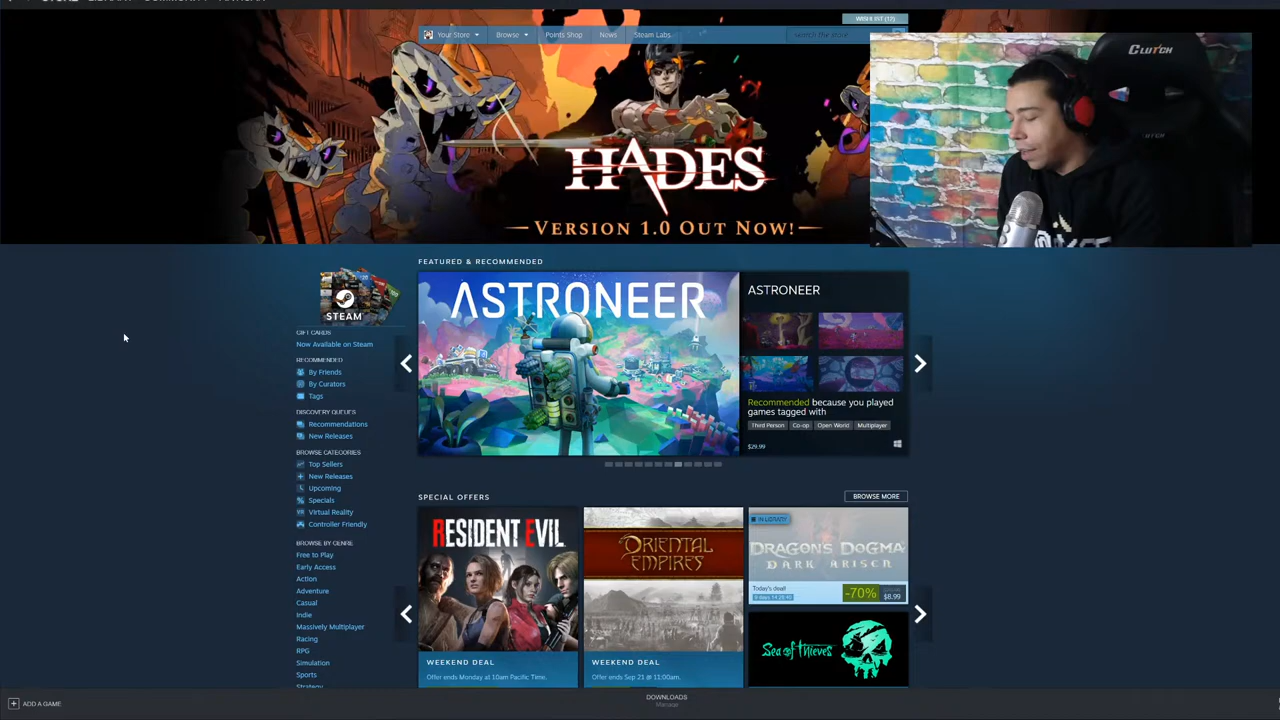 WISHLIST (12)
Your Store
Browse
Points Shop
News
Steam Labs
search the store
CLUTCH
HADES
VERSION 1.0 OUT NOW!
FEATURED & RECOMMENDED
STEAM
GIFT CARDS
Now Available on Steam
RECOMMENDED
By Friends
By Curators
Tags
DISCOVERY QUEUES
Recommendations
New Releases
BROWSE CATEGORIES
Top Sellers
New Releases
Upcoming
Specials
Virtual Reality
Controller Friendly
BROWSE BY GENRE
Free to Play
Early Access
Action
Adventure
Casual
Indie
Massively Multiplayer
Racing
RPG
Simulation
Sports
Strategy
ASTRONEER
ASTRONEER
Recommended because you played
games tagged with
Third Person
Co-op
Open World
Multiplayer
$29.99
SPECIAL OFFERS
BROWSE MORE
RESIDENT EVIL
WEEKEND DEAL
Offer ends Monday at 10am Pacific Time.
ORIENTAL
EMPIRES
WEEKEND DEAL
Offer ends Sep 21 @ 11:00am.
IN LIBRARY
DRAGON'S DOGMA
DARK ARISEN
Today's deal!
-70%
$8.99
Sea of Thieves
ADD A GAME
DOWNLOADS
Manage